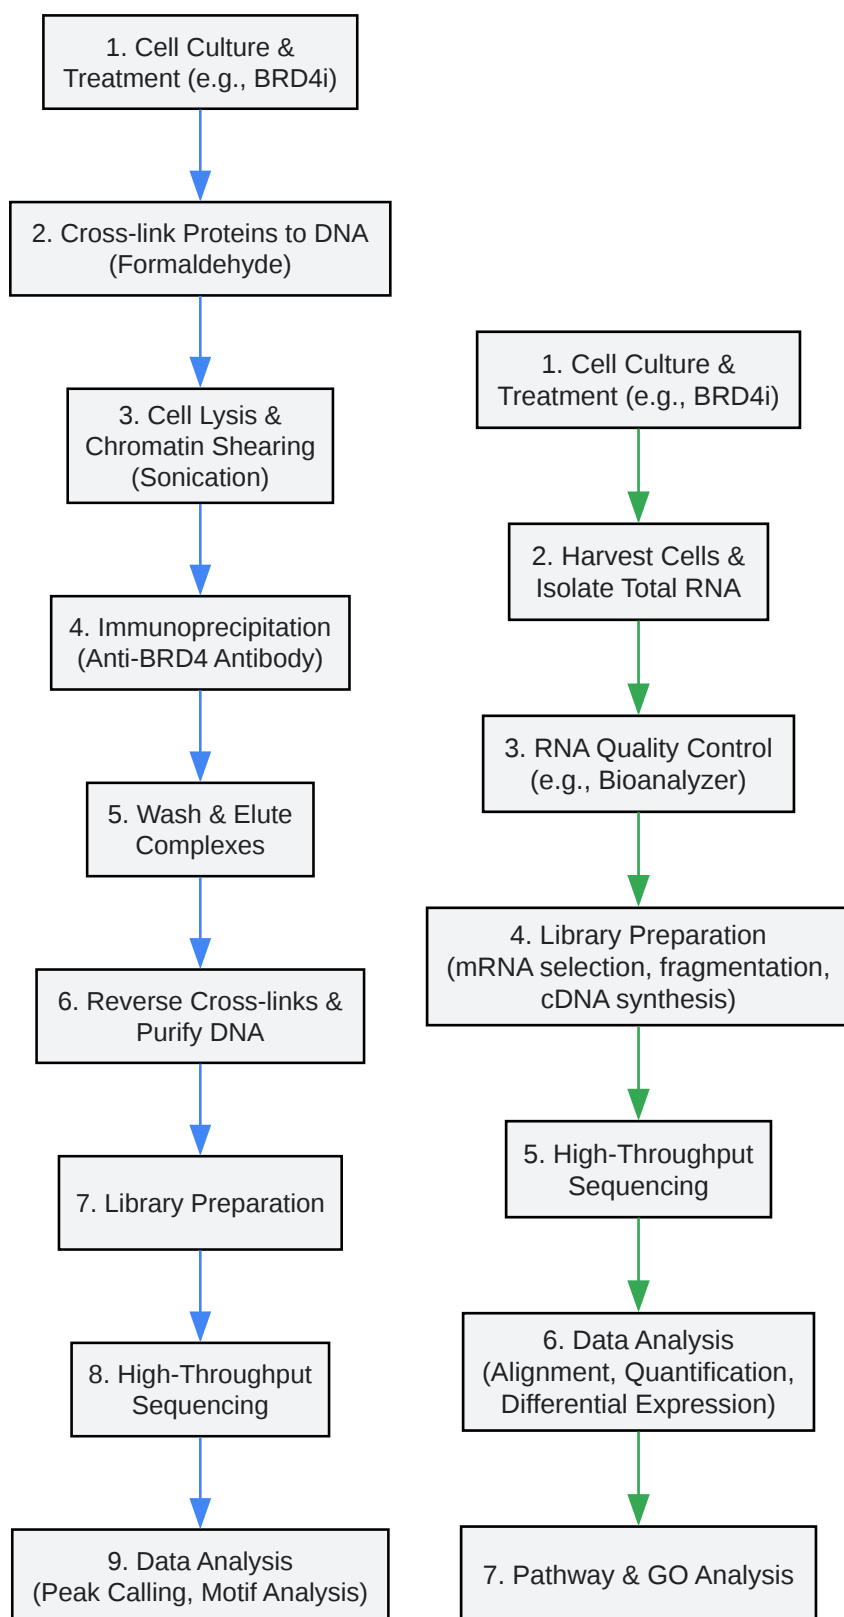 1. Cell Culture &
Treatment (e.g., BRD4i)
2. Cross-link Proteins to DNA
(Formaldehyde)
3. Cell Lysis &
Chromatin Shearing
(Sonication)
4. Immunoprecipitation
(Anti-BRD4 Antibody)
5. Wash & Elute
Complexes
6. Reverse Cross-links &
Purify DNA
7. Library Preparation
8. High-Throughput
Sequencing
9. Data Analysis
(Peak Calling, Motif Analysis)
1. Cell Culture &
Treatment (e.g., BRD4i)
2. Harvest Cells &
Isolate Total RNA
3. RNA Quality Control
(e.g., Bioanalyzer)
4. Library Preparation
(mRNA selection, fragmentation,
cDNA synthesis)
5. High-Throughput
Sequencing
6. Data Analysis
(Alignment, Quantification,
Differential Expression)
7. Pathway & GO Analysis